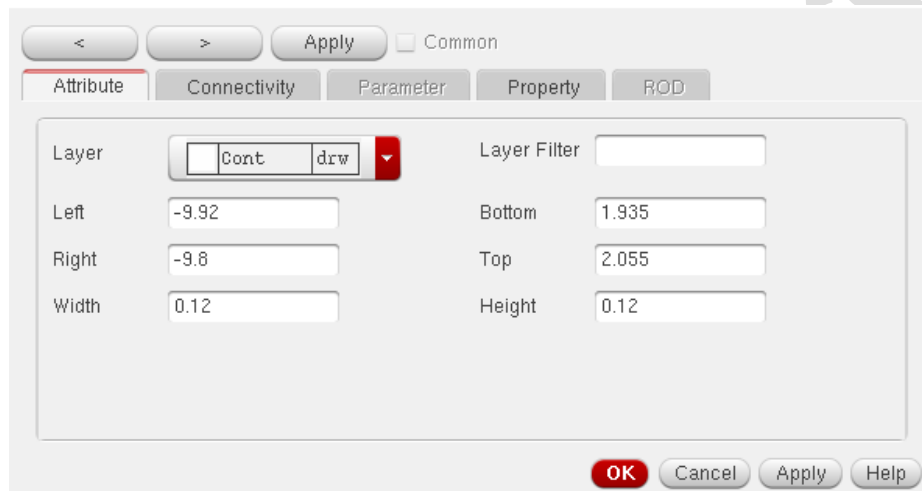 < > Apply Common
Attribute Connectivity Parameter Property ROD
Layer Cont drw Layer Filter
Left -9.92 Bottom 1.935
Right -9.8 Top 2.055
Width 0.12 Height 0.12
OK Cancel Apply Help